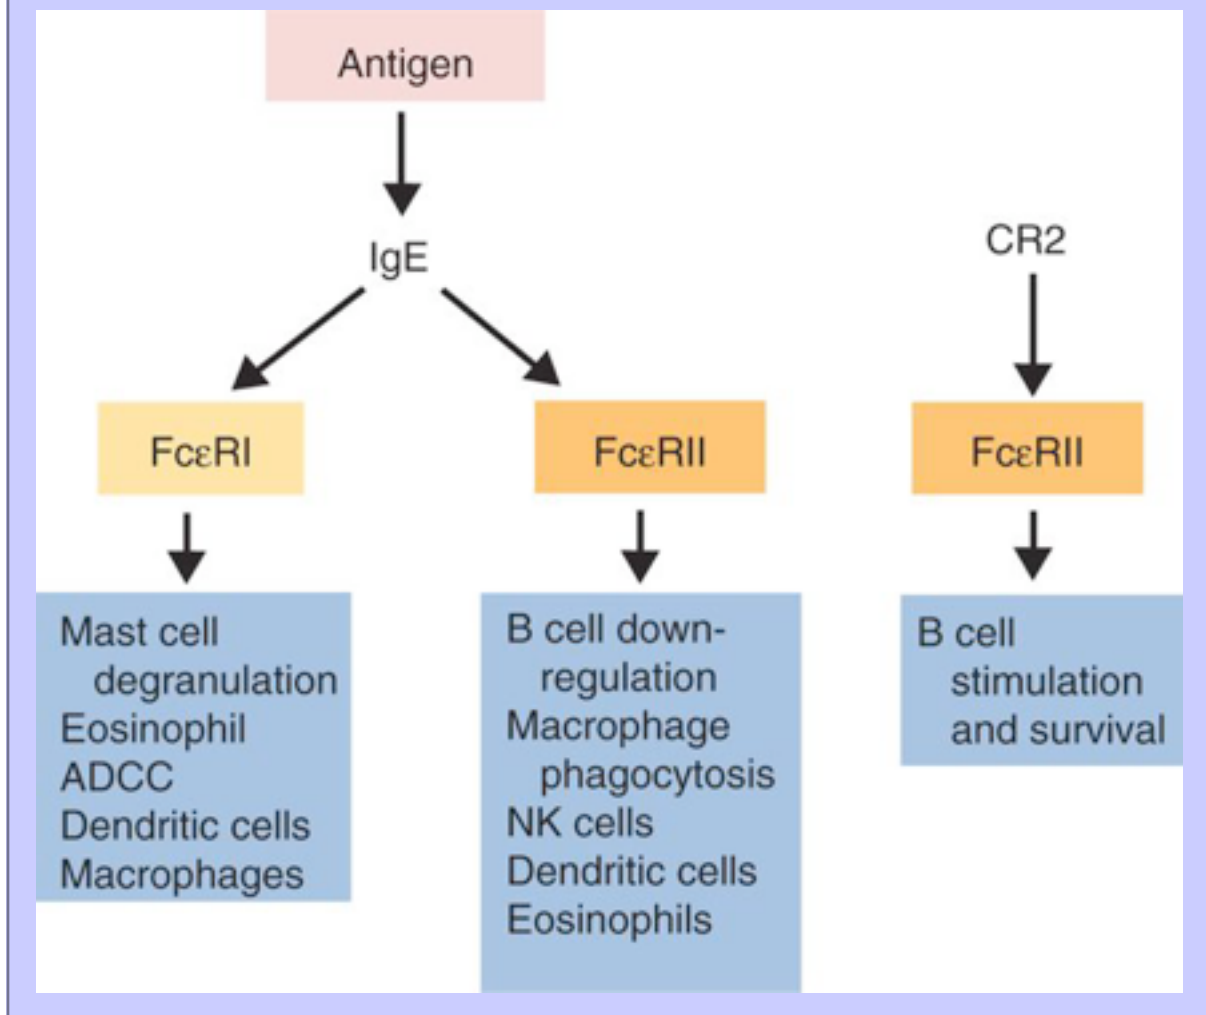 Antigen
IgE
CR2
FcεRI
FcεRII
FcεRII
Mast cell
degranulation
Eosinophil
ADCC
Dendritic cells
Macrophages
B cell down-
regulation
Macrophage
phagocytosis
NK cells
Dendritic cells
Eosinophils
B cell
stimulation
and survival